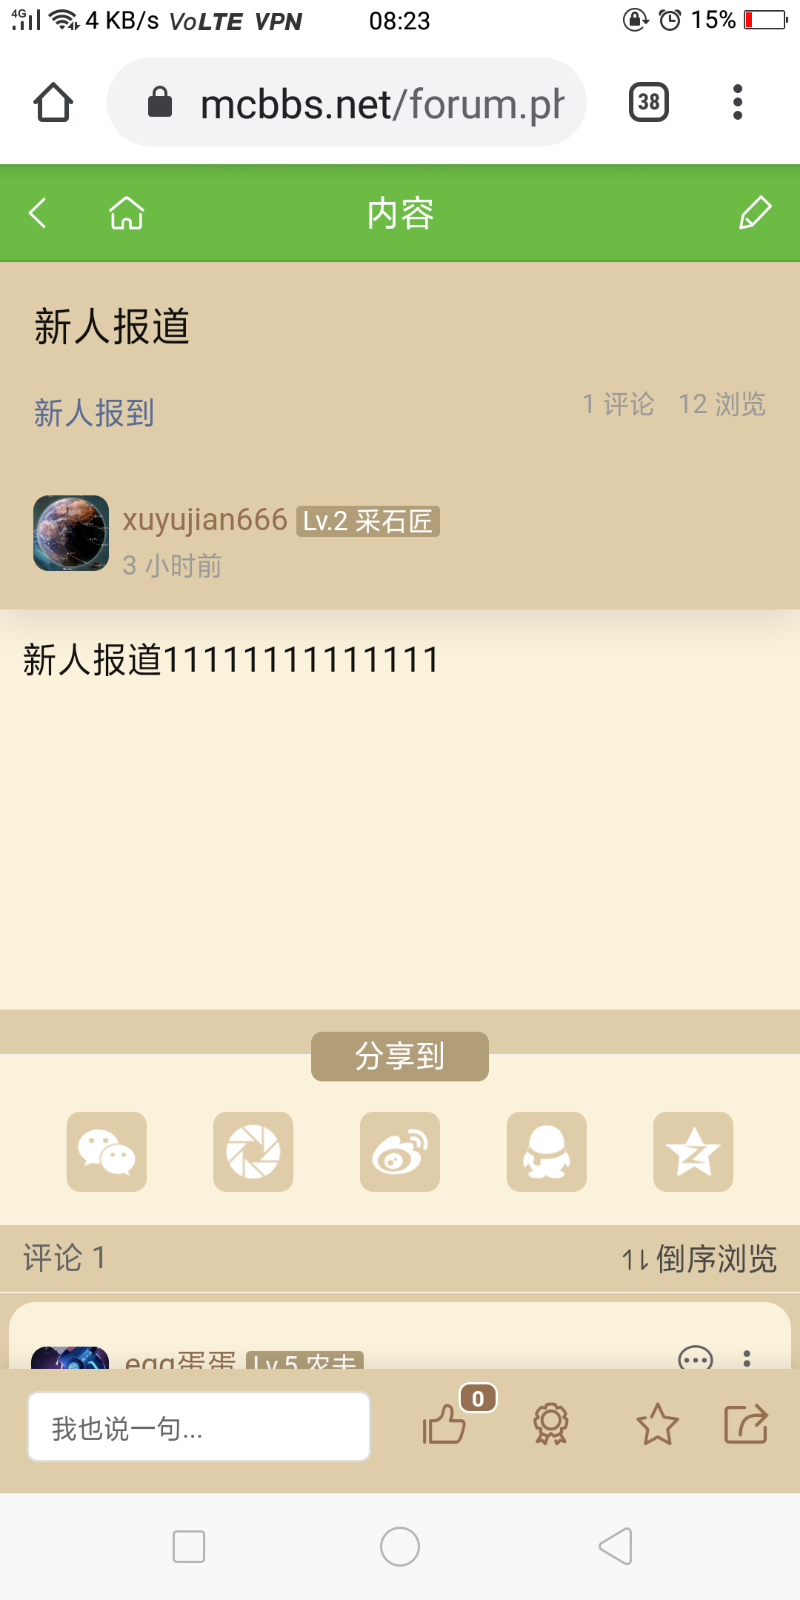 4G 4 KB/s VoLTE VPN 08:23 15%
mcbbs.net/forum.ph 38
内容
新人报道
新人报到 1 评论 12 浏览
xuyujian666 Lv.2 采石匠
3 小时前
新人报道11111111111111
分享到
评论 1 倒序浏览
egg蛋蛋 Lv.5 农夫
0
我也说一句...